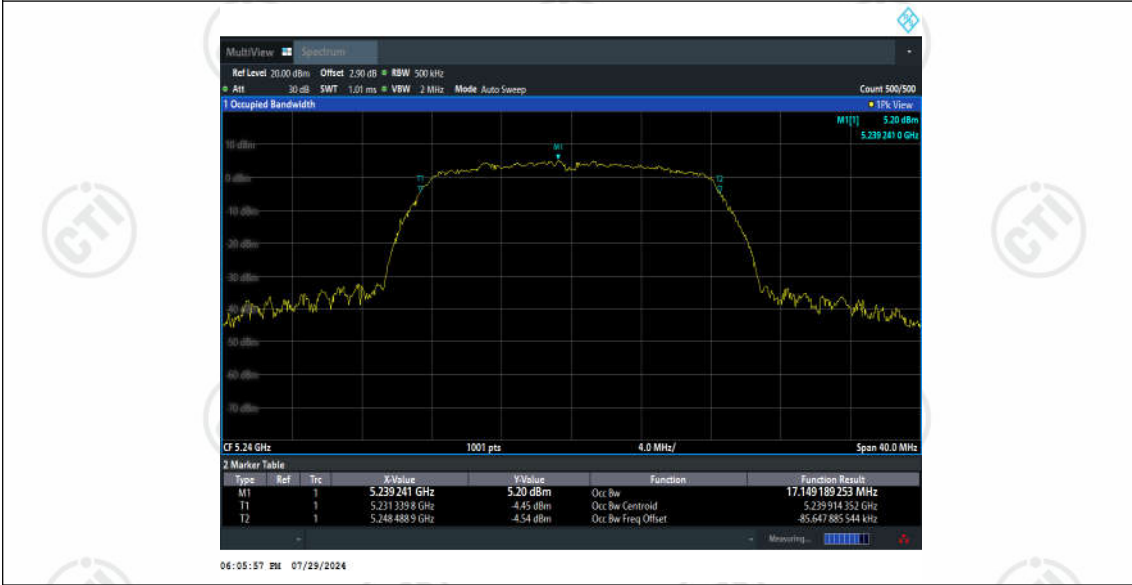 MultiView Spectrum
Ref Level 20.00 dBm Offset 2.90 dB RBW 500 kHz
Att 30 dB SWT 1.01 ms VBW 2 MHz Mode Auto Sweep Count 500/500
1 Occupied Bandwidth 1Pk View
M1[1] 5.20 dBm
5.239 241 0 GHz
M1
10 dBm
0 dBm
T1 T2
-10 dBm
-20 dBm
-30 dBm
-40 dBm
-50 dBm
-60 dBm
-70 dBm
CF 5.24 GHz 1001 pts 4.0 MHz/ Span 40.0 MHz
2 Marker Table
Type Ref Trc X-Value Y-Value Function Function Result
M1 1 5.239 241 GHz 5.20 dBm Occ Bw 17.149 189 253 MHz
T1 1 5.231 339 8 GHz -4.45 dBm Occ Bw Centroid 5.239 914 352 GHz
T2 1 5.248 488 9 GHz -4.54 dBm Occ Bw Freq Offset -85.647 885 544 kHz
Measuring...
06:05:57 PM 07/29/2024
CTI
CTI